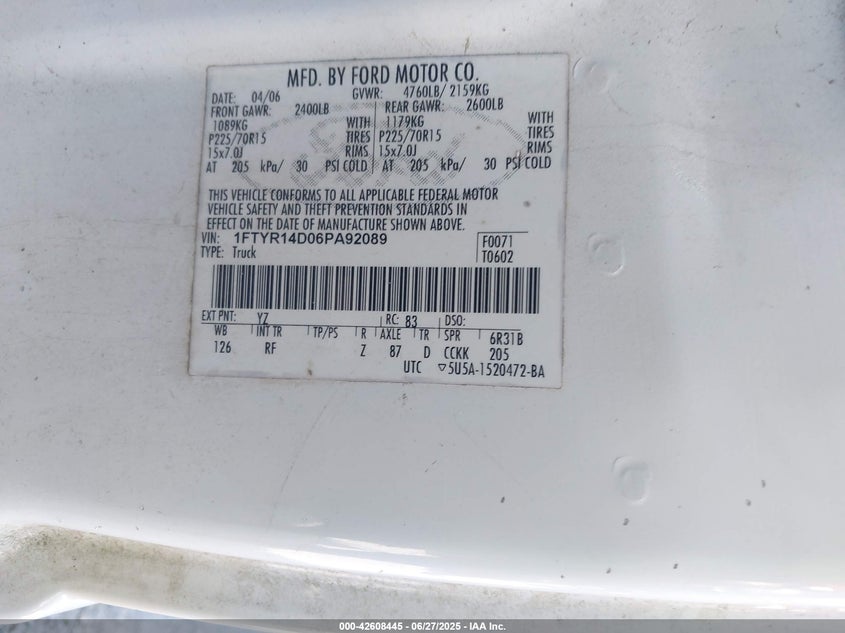 MFD. BY FORD MOTOR CO.
DATE: 04/06 GVWR: 4760LB/ 2159KG
FRONT GAWR: 2400LB REAR GAWR: 2600LB
1089KG WITH 1179KG WITH
P225/70R15 TIRES P225/70R15 TIRES
15x7.0J RIMS 15x7.0J RIMS
AT 205 kPa/ 30 PSI COLD AT 205 kPa/ 30 PSI COLD
THIS VEHICLE CONFORMS TO ALL APPLICABLE FEDERAL MOTOR
VEHICLE SAFETY AND THEFT PREVENTION STANDARDS IN
EFFECT ON THE DATE OF MANUFACTURE SHOWN ABOVE.
VIN: 1FTYR14D06PA92089 F0071
TYPE: Truck T0602
EXT PNT: YZ RC: 83 DSO:
WB INT TR TP/PS R AXLE TR SPR 6R31B
126 RF Z 87 D CCKK 205
UTC ▽5U5A-1520472-BA
000-42608445 - 06/27/2025 - IAA Inc.